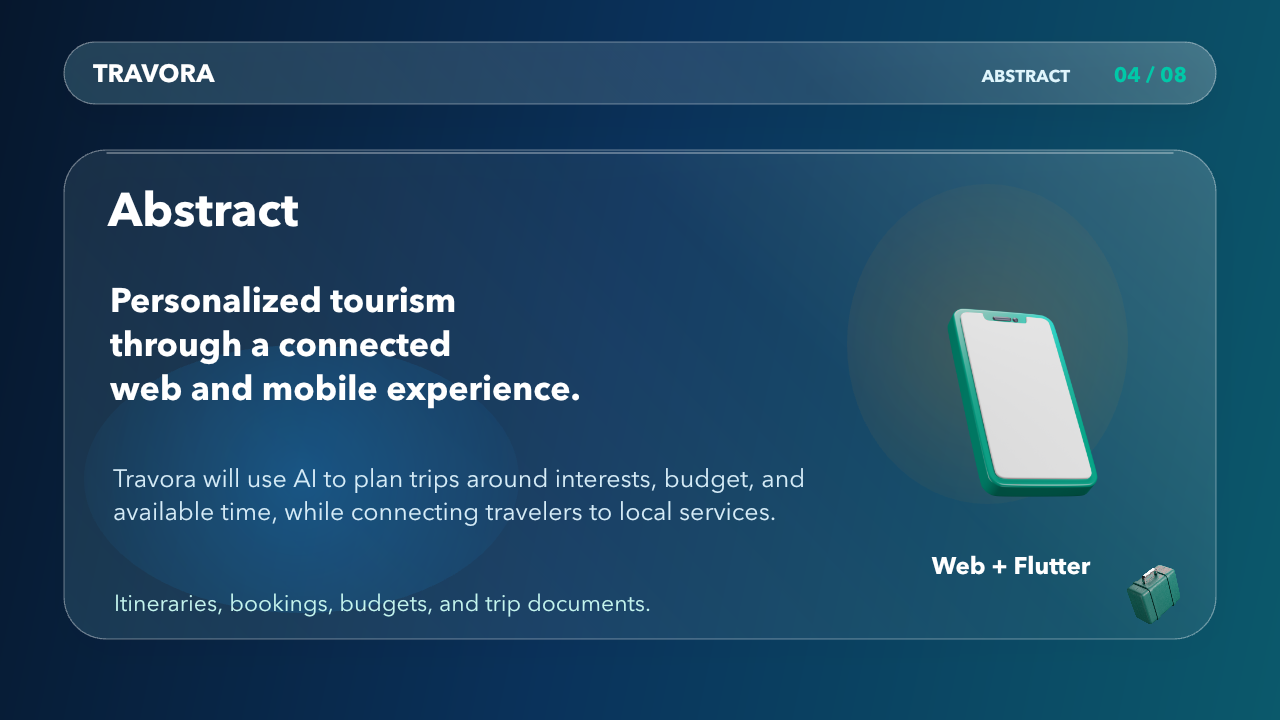 TRAVORA
ABSTRACT
04 / 08
Abstract
Personalized tourism
through a connected
web and mobile experience.
Travora will use AI to plan trips around interests, budget, and
available time, while connecting travelers to local services.
Web + Flutter
Itineraries, bookings, budgets, and trip documents.